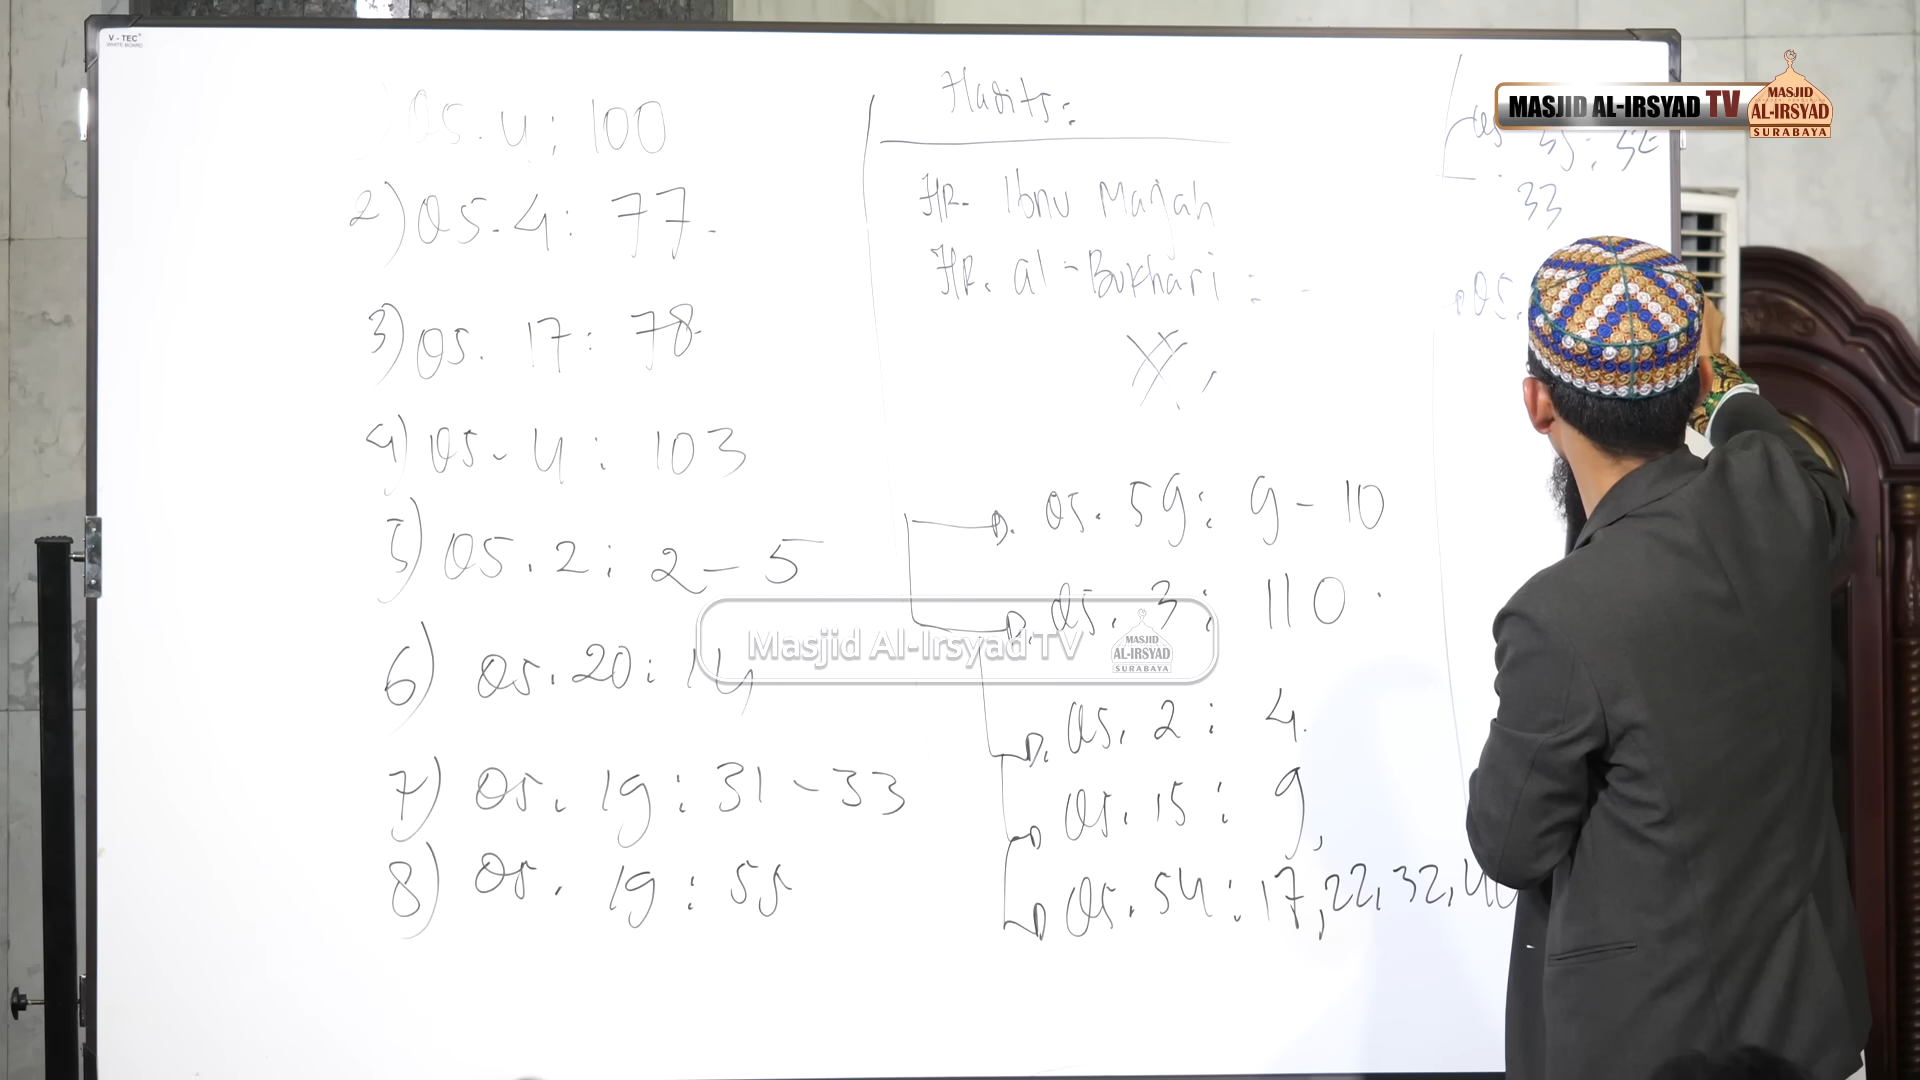 V-TEC
WHITE BOARD
QS. 4: 100
2) QS. 4: 77.
3) QS. 17: 78.
4) QS. 4: 103
5) QS. 2: 2-5
6) QS. 20: 14
7) QS. 19: 31-33
8) QS. 19: 55
Hadits:
HR. Ibnu Majah
HR. al-Bukhari: -
QS. 59: 9-10
QS. 3: 110.
QS. 2: 4.
QS. 15: 9,
QS. 54: 17, 22, 32, 40
33
QS.
MASJID AL-IRSYAD TV
MASJID
AL-IRSYAD
SURABAYA
Masjid Al-Irsyad TV
MASJID
AL-IRSYAD
SURABAYA